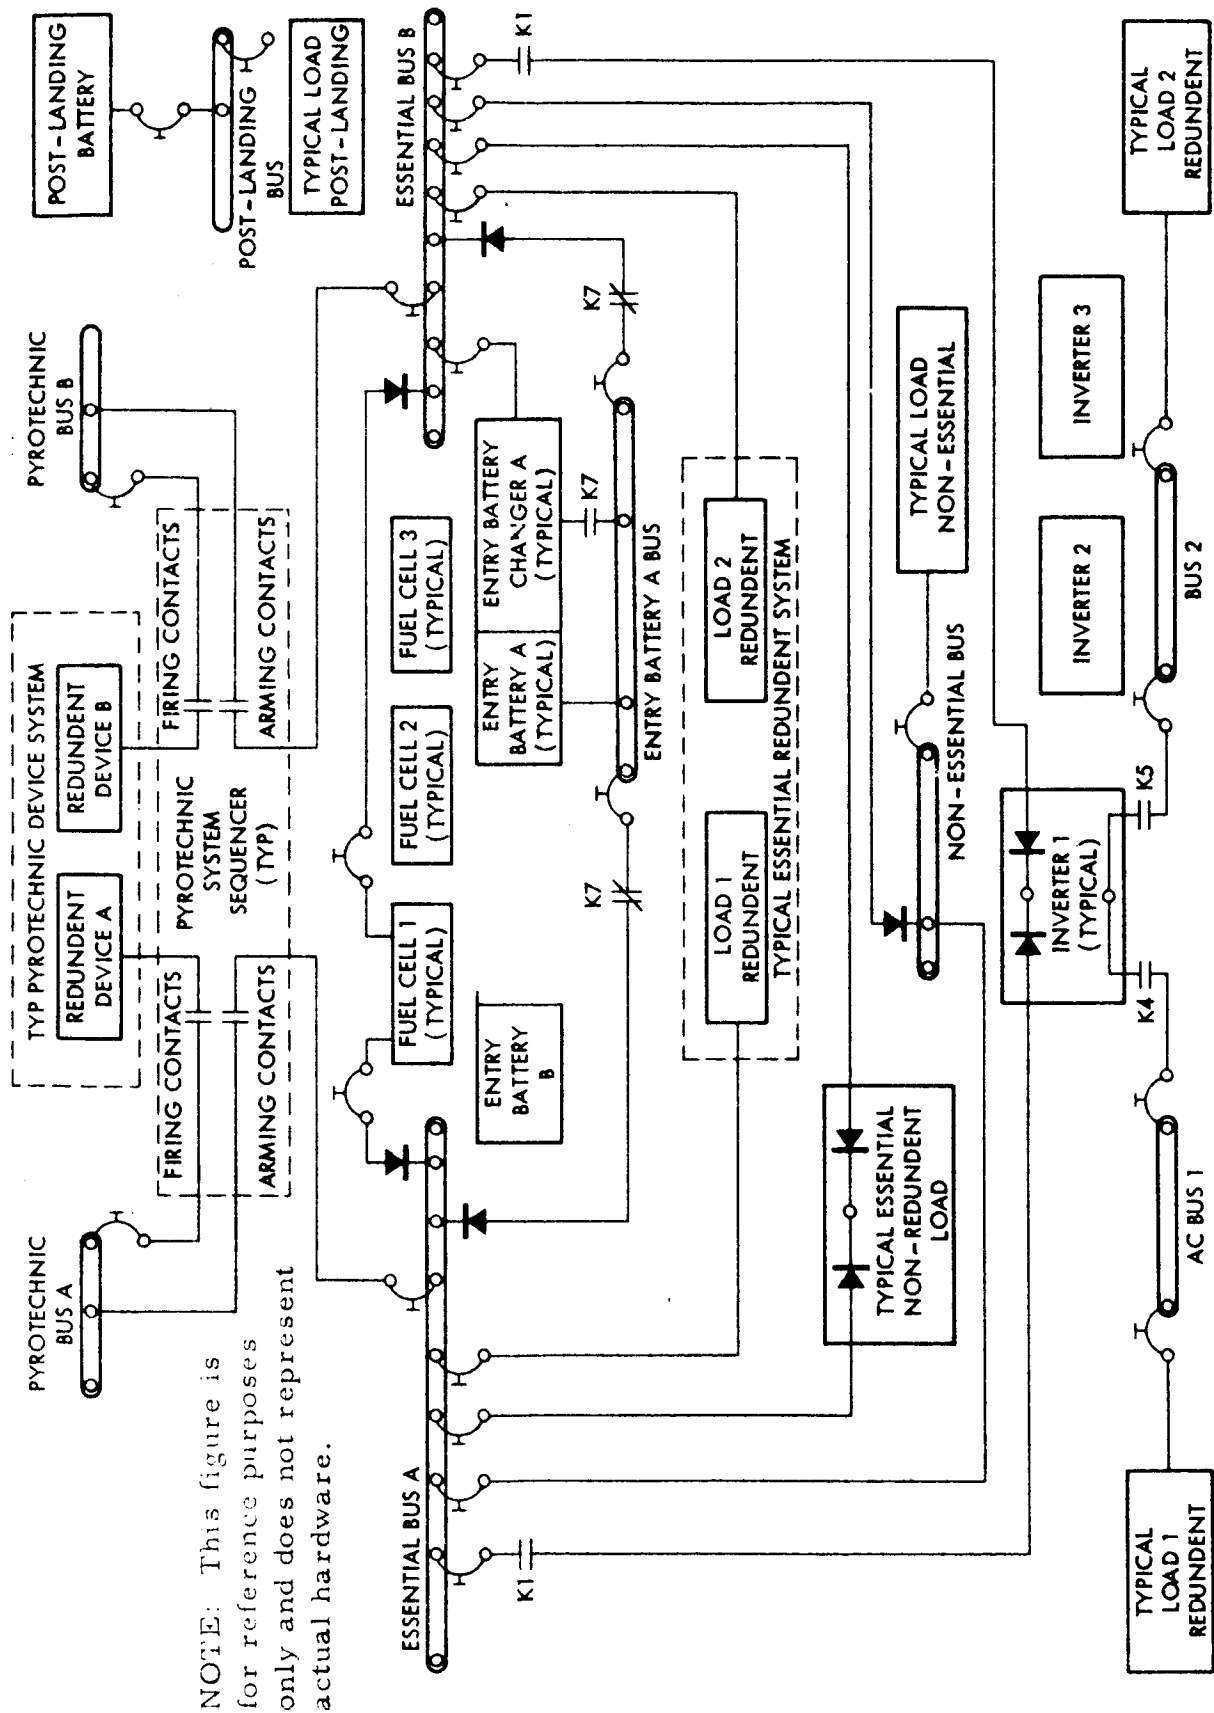 NOTE: This figure is
for reference purposes
only and does not represent
actual hardware.
PYROTECHNIC
BUS A
TYP PYROTECHNIC DEVICE SYSTEM
REDUNDENT
DEVICE A
REDUNDENT
DEVICE B
PYROTECHNIC
BUS B
POST-LANDING
BATTERY
FIRING CONTACTS
FIRING CONTACTS
PYROTECHNIC
SYSTEM
SEQUENCER
(TYP)
ARMING CONTACTS
ARMING CONTACTS
POST-LANDING
BUS
TYPICAL LOAD
POST-LANDING
ESSENTIAL BUS A
ESSENTIAL BUS B
FUEL CELL 1
(TYPICAL)
FUEL CELL 2
(TYPICAL)
FUEL CELL 3
(TYPICAL)
ENTRY
BATTERY
B
ENTRY
BATTERY A
(TYPICAL)
ENTRY BATTERY
CHANGER A
(TYPICAL)
K1
K1
K7
K7
K7
ENTRY BATTERY A BUS
LOAD 1
REDUNDENT
LOAD 2
REDUNDENT
TYPICAL ESSENTIAL REDUNDENT SYSTEM
TYPICAL ESSENTIAL
NON-REDUNDENT
LOAD
TYPICAL LOAD
NON-ESSENTIAL
NON-ESSENTIAL BUS
INVERTER 1
(TYPICAL)
INVERTER 2
INVERTER 3
K4
K5
TYPICAL
LOAD 1
REDUNDENT
AC BUS 1
BUS 2
TYPICAL
LOAD 2
REDUNDENT